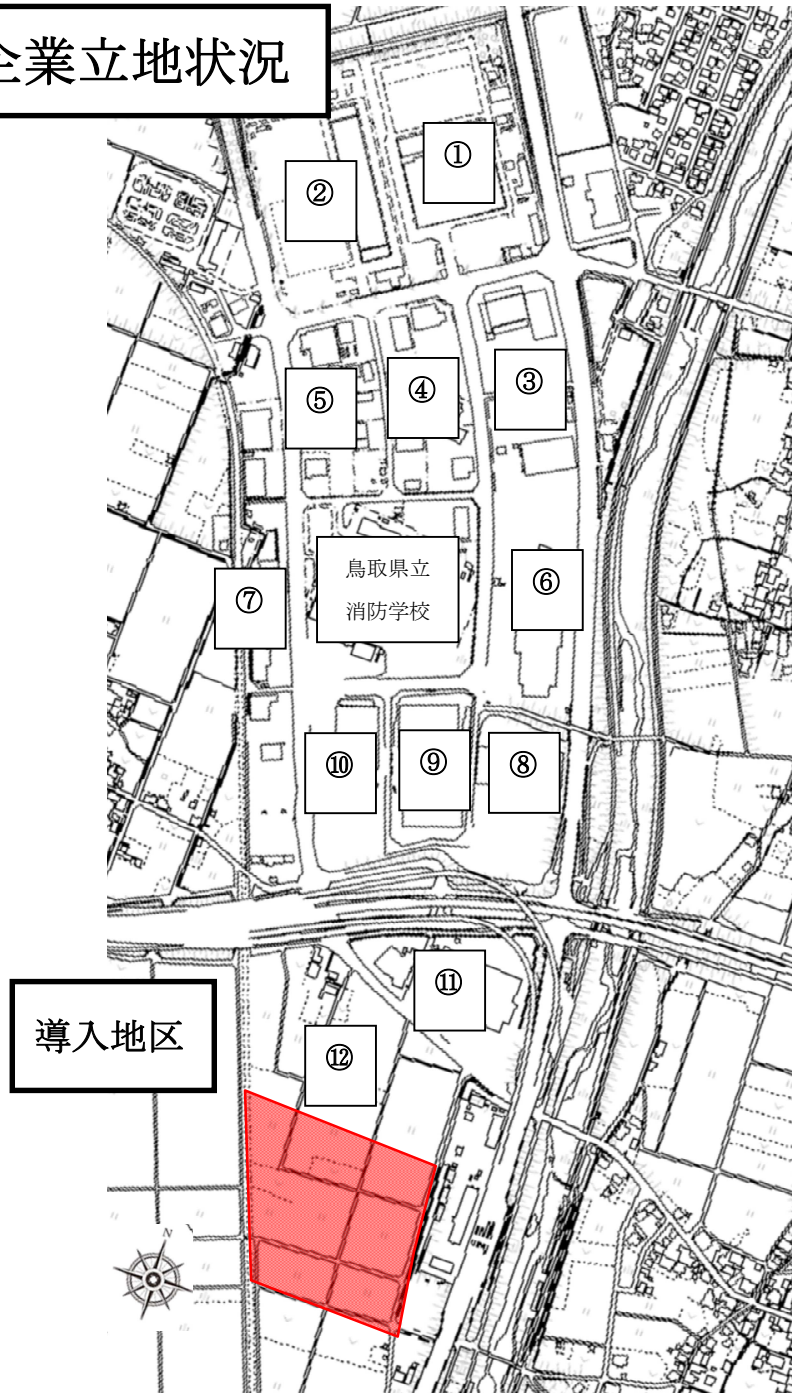 企業立地状況
①
②
③
④
⑤
鳥取県立
消防学校
⑥
⑦
⑧
⑨
⑩
⑪
⑫
導入地区
N